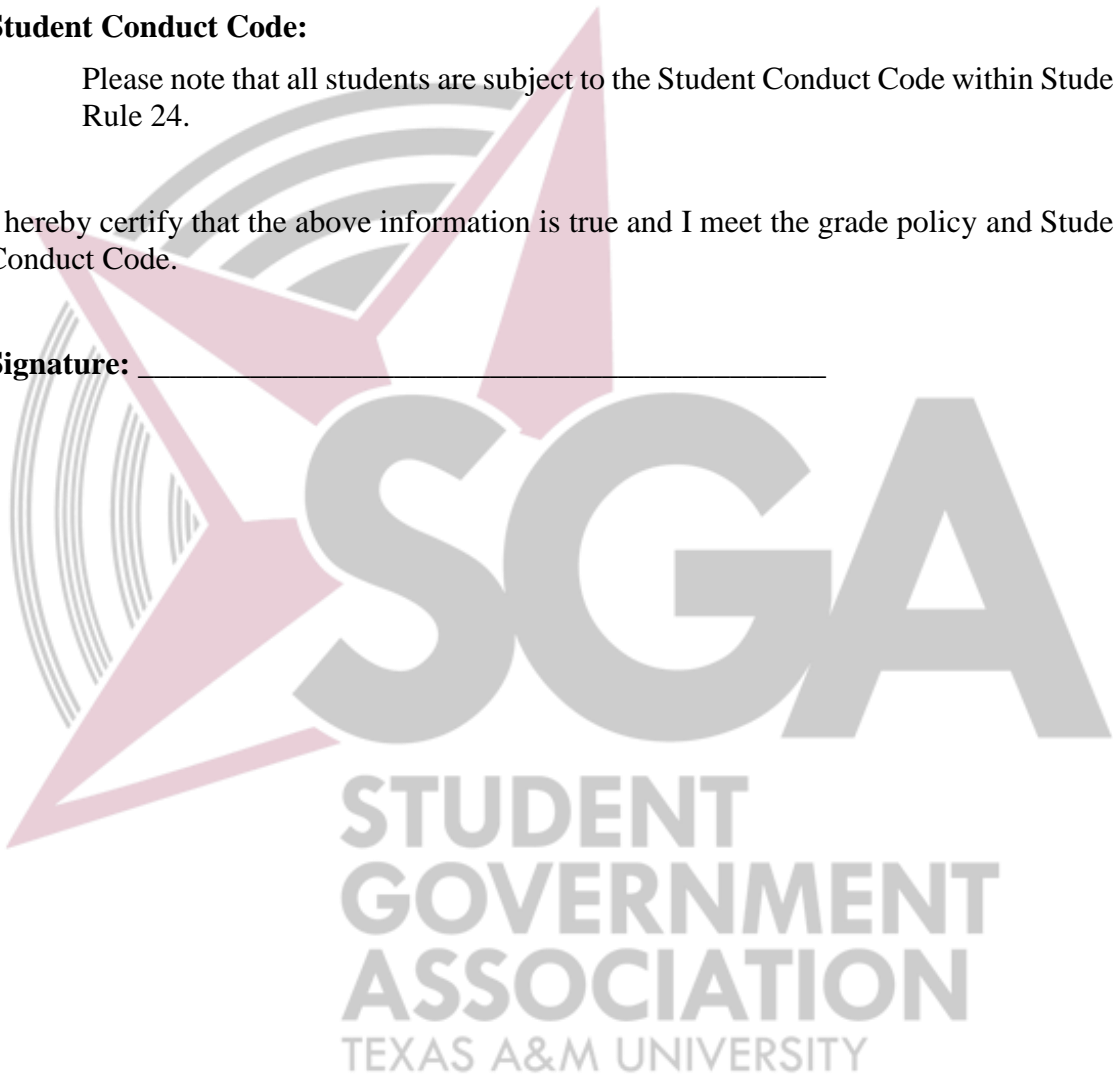 Student Conduct Code:
Please note that all students are subject to the Student Conduct Code within Stude
Rule 24.
hereby certify that the above information is true and I meet the grade policy and Stude
Conduct Code.
Signature: ___________________________________________
SGA
STUDENT
GOVERNMENT
ASSOCIATION
TEXAS A&M UNIVERSITY